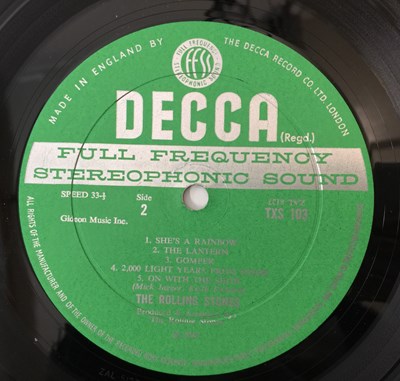 MADE IN ENGLAND BY
THE DECCA RECORD CO. LTD. LONDON
FULL FREQUENCY
STEREOPHONIC
ffss
DECCA
(Regd.)
FULL FREQUENCY
STEREOPHONIC SOUND
SPEED 33⅓
Side
2
TXS 103
Gideon Music Inc.
1. SHE'S A RAINBOW
2. THE LANTERN
3. GOMPER
4. 2,000 LIGHT YEARS FROM HOME
5. ON WITH THE SHOW
THE ROLLING STONES
ALL RIGHTS OF THE MANUFACTURER AND OF THE OWNER OF THE